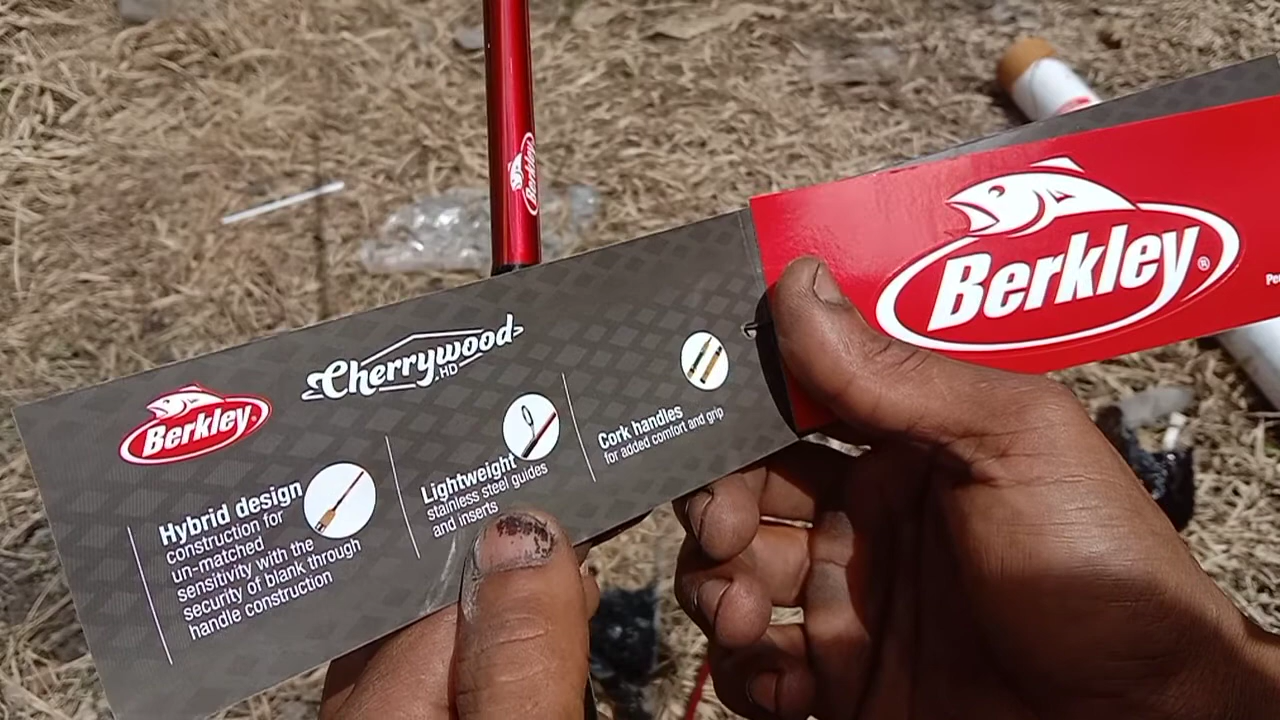 Berkley
Berkley®
Cherrywood HD
Berkley
Hybrid design
construction for
un-matched
sensitivity with the
security of blank through
handle construction
Lightweight
stainless steel guides
and inserts
Cork handles
for added comfort and grip